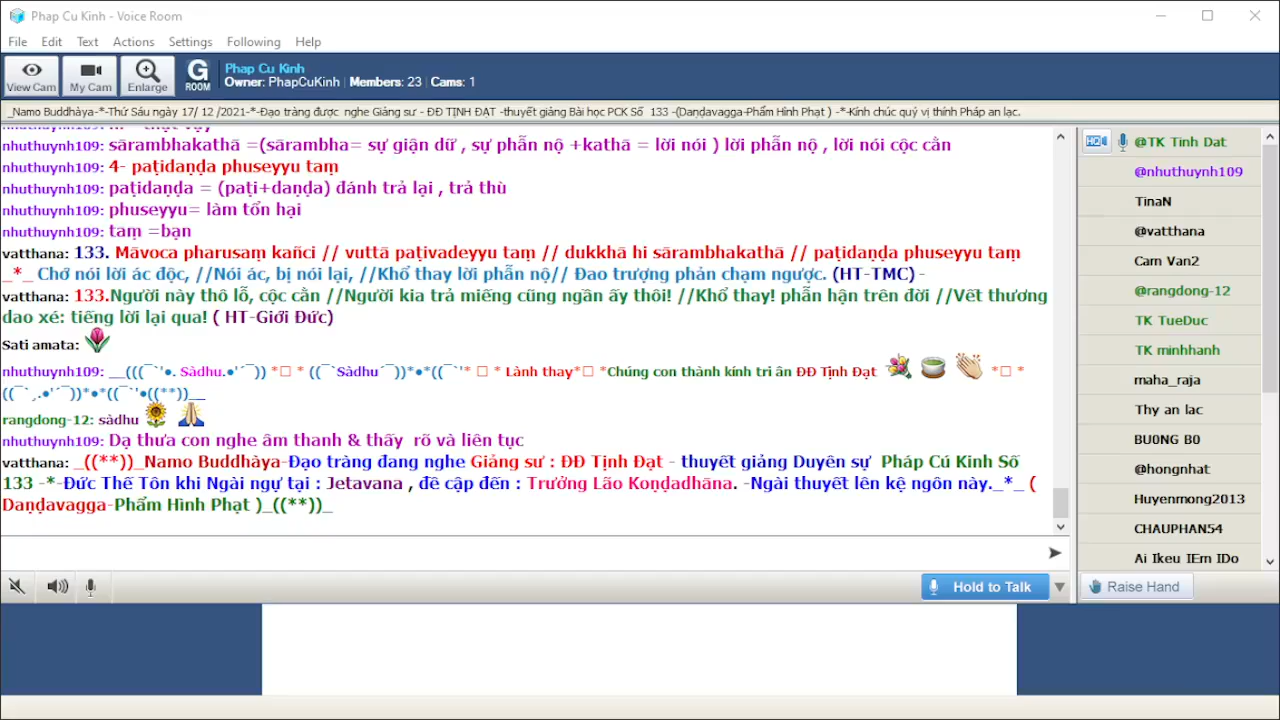 Phap Cu Kinh - Voice Room
File Edit Text Actions Settings Following Help
View Cam My Cam Enlarge G ROOM
Phap Cu Kinh
Owner: PhapCuKinh Members: 23 Cams: 1
_Namo Buddhàya-*-Thứ Sáu ngày 17/ 12 /2021-*-Đạo tràng được nghe Giảng sư - ĐĐ TỊNH ĐẠT -thuyết giảng Bài học PCK Số 133 -(Daṇḍavagga-Phẩm Hình Phạt ) -*-Kính chúc quý vị thính Pháp an lạc.
nhuthuynh109: sārambhakathā =(sārambha= sự giận dữ , sự phẫn nộ +kathā = lời nói ) lời phẫn nộ , lời nói cộc cằn
nhuthuynh109: 4- paṭidaṇḍa phuseyyu taṃ
nhuthuynh109: paṭidaṇḍa = (paṭi+daṇḍa) đánh trả lại , trả thù
nhuthuynh109: phuseyyu= làm tổn hại
nhuthuynh109: taṃ =bạn
vatthana: 133. Māvoca pharusaṃ kañci // vuttā paṭivadeyyu taṃ // dukkhā hi sārambhakathā // paṭidaṇḍa phuseyyu taṃ
_*_ Chớ nói lời ác độc, //Nói ác, bị nói lại, //Khổ thay lời phẫn nộ// Đao trượng phản chạm ngược. (HT-TMC) -
vatthana: 133.Người này thô lỗ, cộc cằn //Người kia trả miếng cũng ngần ấy thôi! //Khổ thay! phẫn hận trên đời //Vết thương
dao xé: tiếng lời lại qua! ( HT-Giới Đức)
Sati amata:
nhuthuynh109: __(((¯`'•. Sàdhu.•'´¯)) *□ * ((¯`Sàdhu´¯))*•*((¯`'* □ * Lành thay*□ *Chúng con thành kính tri ân ĐĐ Tịnh Đạt *□ *
((¯`¸.•'´¯))*•*((¯`'•((**))__
rangdong-12: sàdhu
nhuthuynh109: Dạ thưa con nghe âm thanh & thấy rõ và liên tục
vatthana: _((**))_Namo Buddhàya-Đạo tràng đang nghe Giảng sư : ĐĐ Tịnh Đạt - thuyết giảng Duyên sự Pháp Cú Kinh Số
133 -*-Đức Thế Tôn khi Ngài ngự tại : Jetavana , đề cập đến : Trưởng Lão Koṇḍadhāna. -Ngài thuyết lên kệ ngôn này._*_ (
Daṇḍavagga-Phẩm Hình Phạt )_((**))_
Hold to Talk
HD
@TK Tinh Dat
@nhuthuynh109
TinaN
@vatthana
Cam Van2
@rangdong-12
TK TueDuc
TK minhhanh
maha_raja
Thy an lac
BU0NG B0
@hongnhat
Huyenmong2013
CHAUPHAN54
Ai Ikeu IEm IDo
Raise Hand